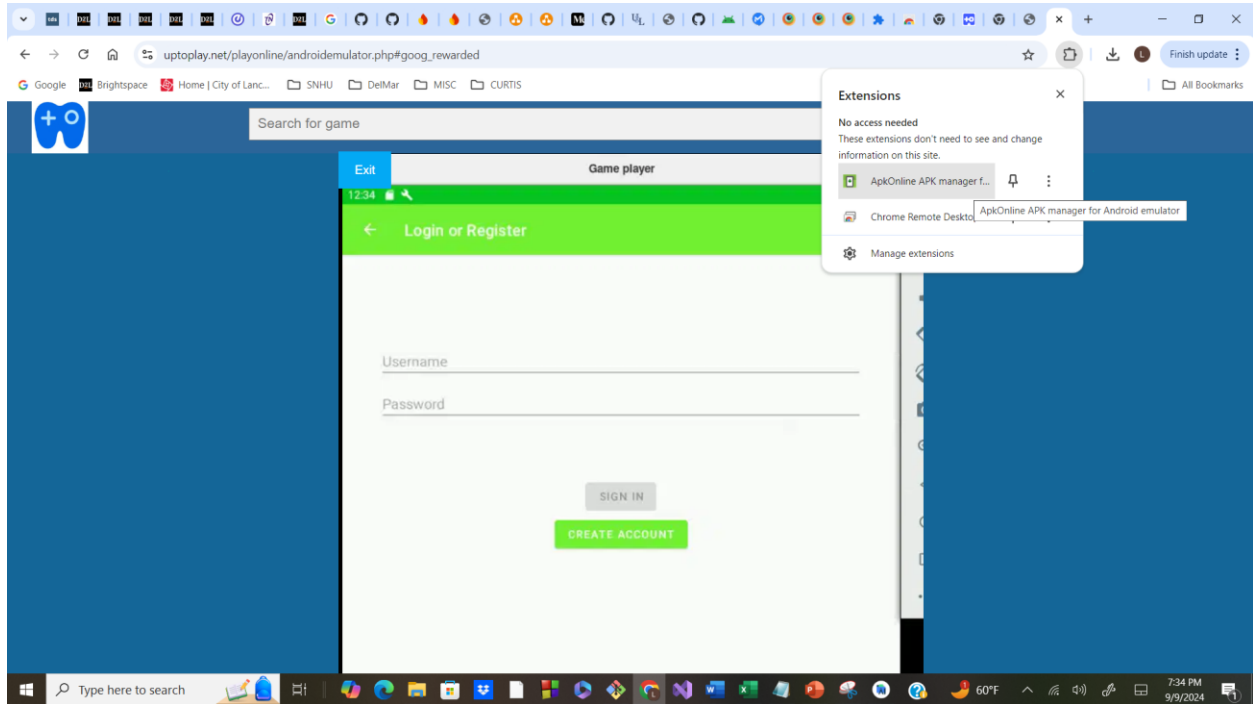 uptoplay.net/playonline/androidemulator.php#goog_rewarded
Finish update
Google
Brightspace
Home | City of Lanc...
SNHU
DelMar
MISC
CURTIS
All Bookmarks
Extensions
No access needed
These extensions don't need to see and change
information on this site.
ApkOnline APK manager f...
Chrome Remote Deskto
ApkOnline APK manager for Android emulator
Manage extensions
Search for game
Exit
Game player
12:34
Login or Register
Username
Password
SIGN IN
CREATE ACCOUNT
Type here to search
60°F
7:34 PM
9/9/2024